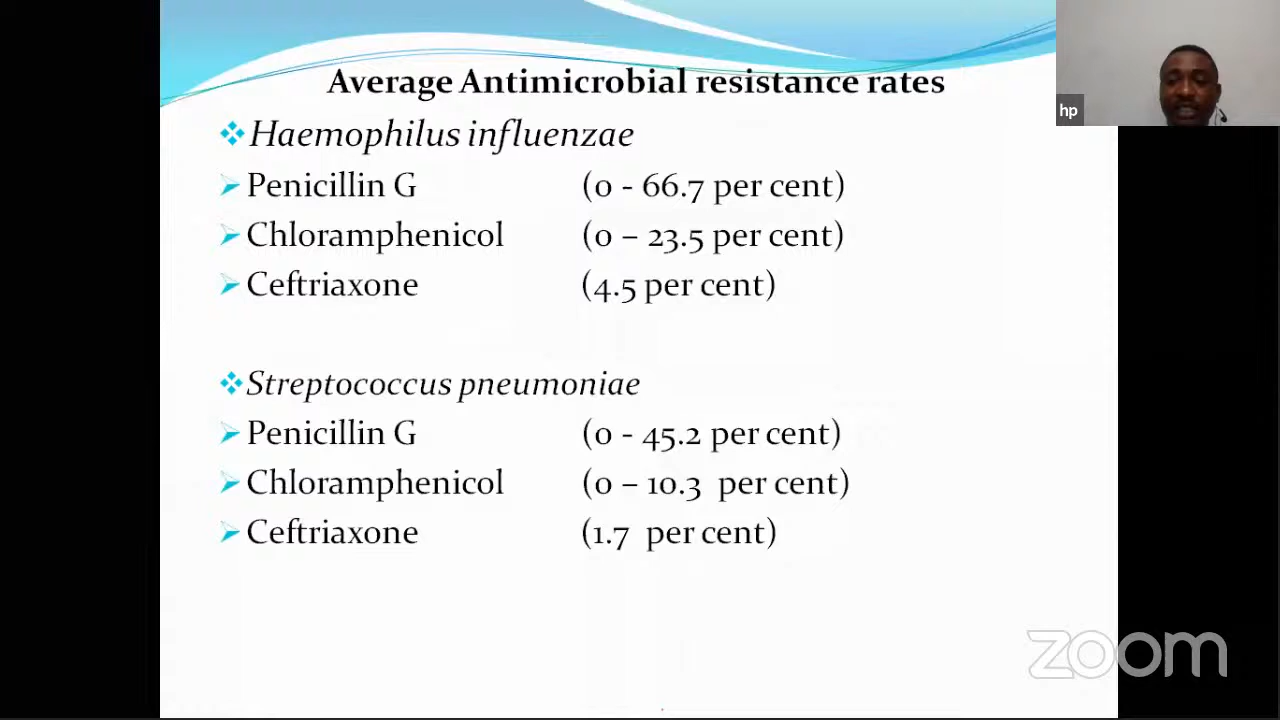 Average Antimicrobial resistance rates
hp
Haemophilus influenzae
Penicillin G (0 - 66.7 per cent)
Chloramphenicol (0 – 23.5 per cent)
Ceftriaxone (4.5 per cent)
Streptococcus pneumoniae
Penicillin G (0 - 45.2 per cent)
Chloramphenicol (0 – 10.3 per cent)
Ceftriaxone (1.7 per cent)
zoom